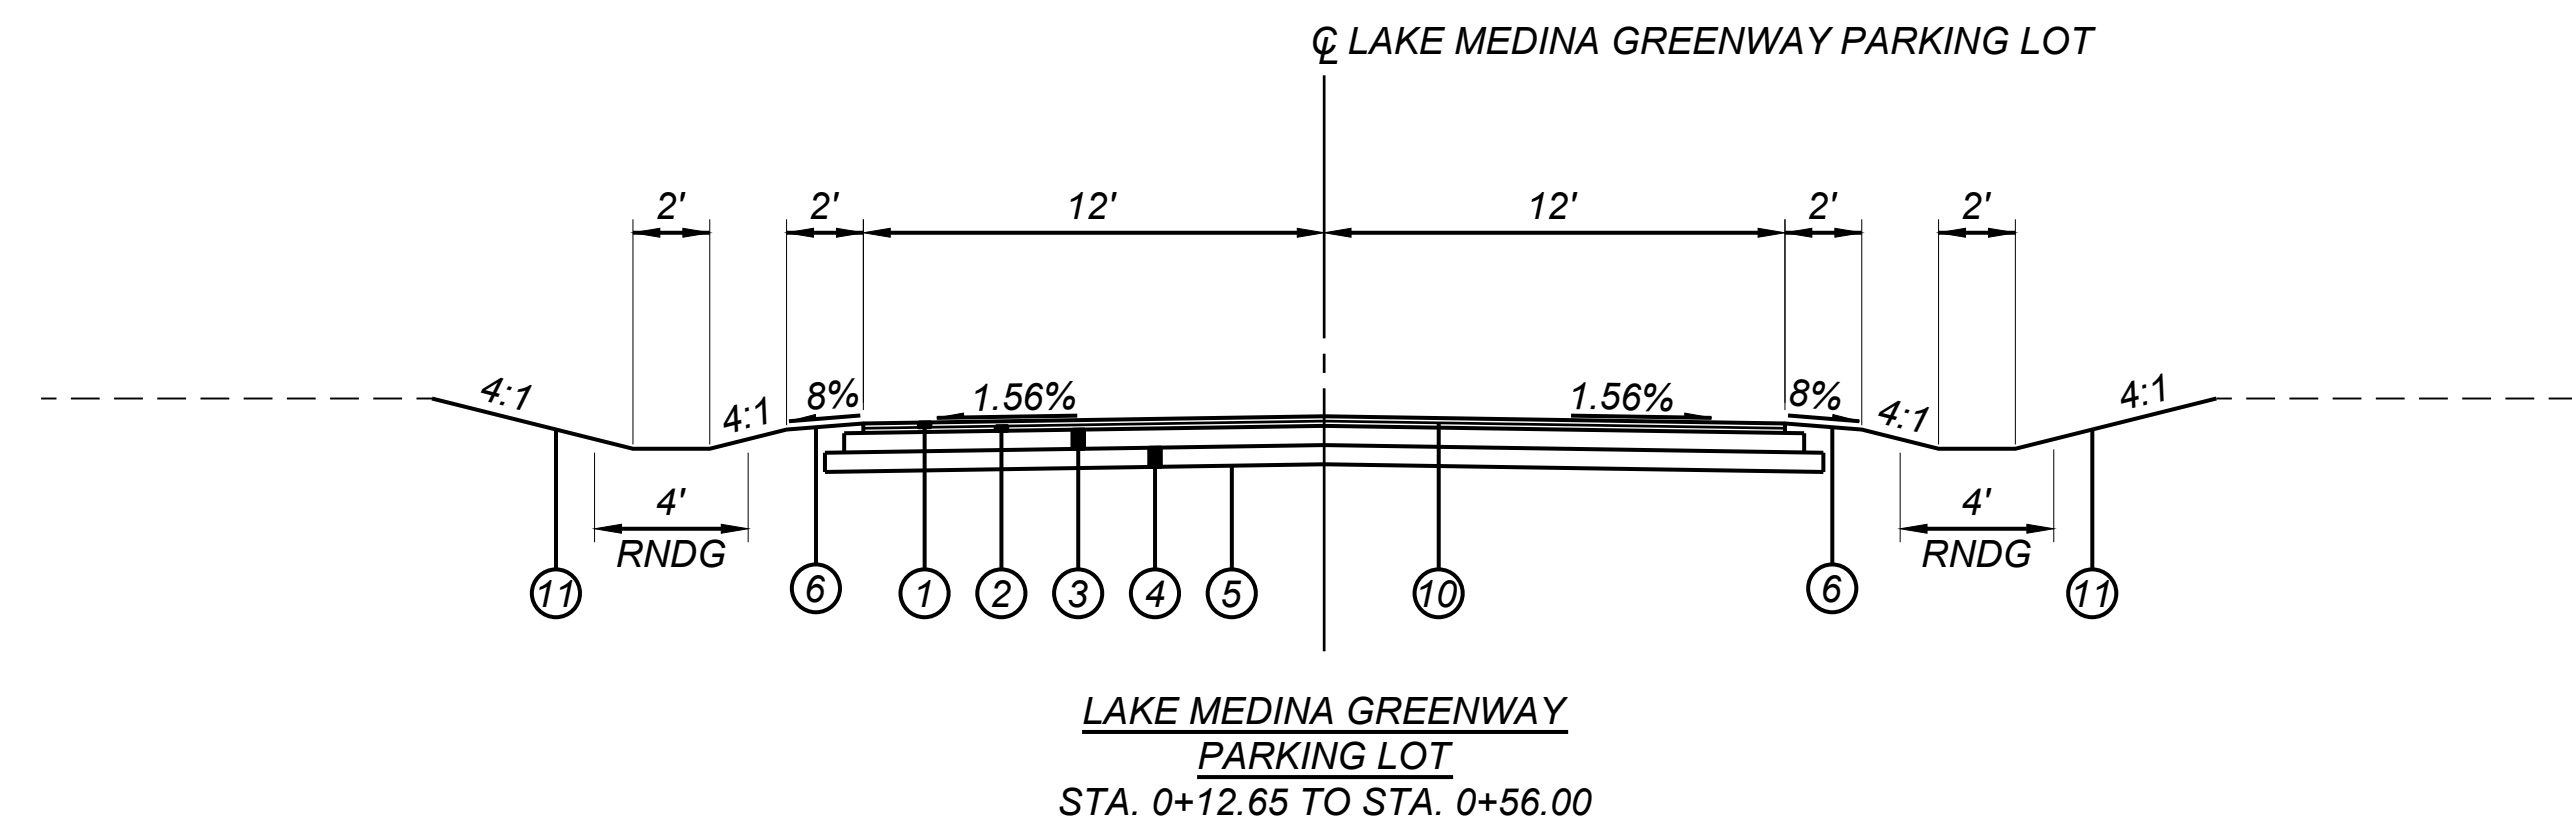 ℄ LAKE MEDINA GREENWAY PARKING LOT
2' 2' 12' 12' 2' 2'
4:1 4:1 8% 1.56% 1.56% 8% 4:1 4:1
4' 4'
RNDG RNDG
11 6 1 2 3 4 5 10 6 11
LAKE MEDINA GREENWAY
PARKING LOT
STA. 0+12.65 TO STA. 0+56.00